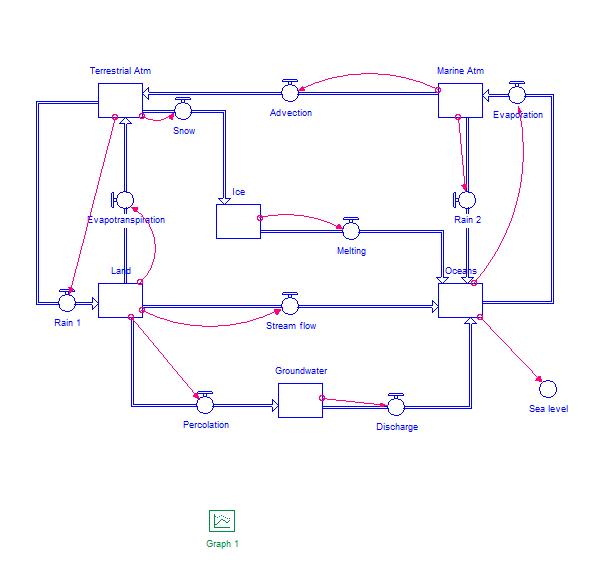 Terrestrial Atm
Marine Atm
Advection
Evaporation
Snow
Ice
Evapotranspiration
Rain 2
Melting
Land
Oceans
Rain 1
Stream flow
Groundwater
Sea level
Percolation
Discharge
Graph 1